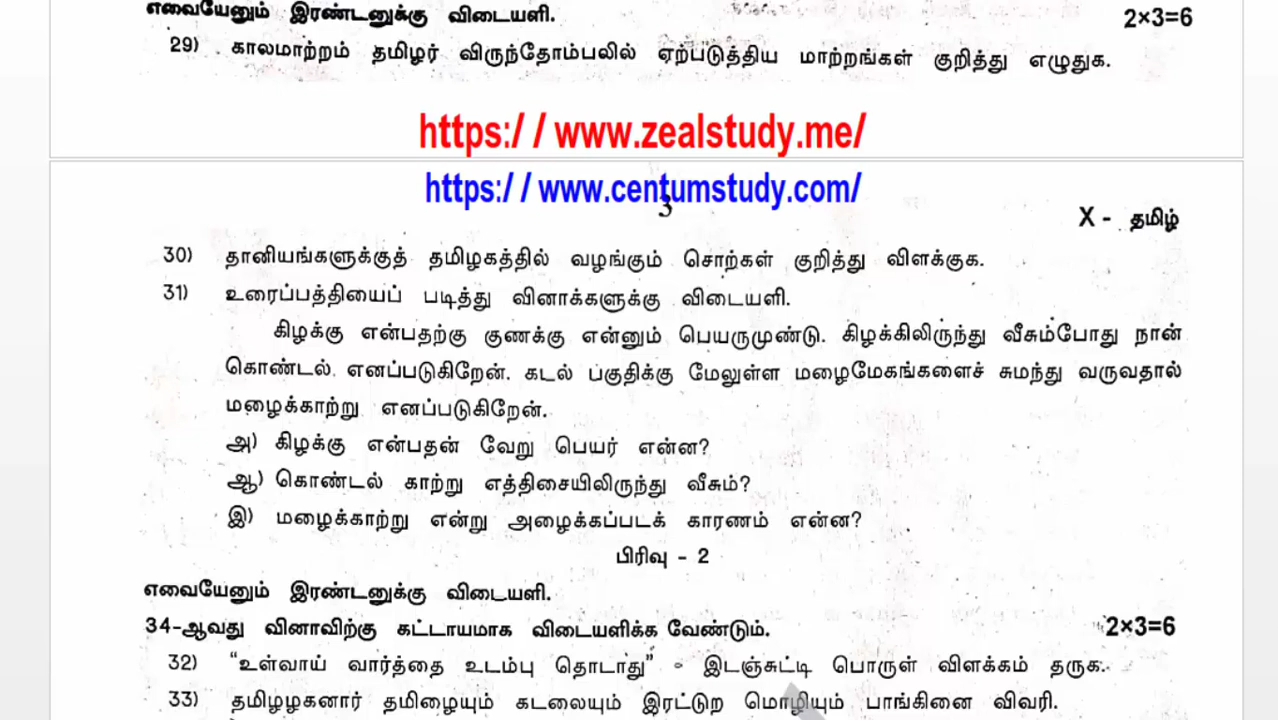 எவையேனும் இரண்டனுக்கு விடையளி. 2×3=6
29) காலமாற்றம் தமிழர் விருந்தோம்பலில் ஏற்படுத்திய மாற்றங்கள் குறித்து எழுதுக.
https://www.zealstudy.me/
https://www.centumstudy.com/
3
X - தமிழ்
30) தானியங்களுக்குத் தமிழகத்தில் வழங்கும் சொற்கள் குறித்து விளக்குக.
31) உரைப்பத்தியைப் படித்து வினாக்களுக்கு விடையளி.
கிழக்கு என்பதற்கு குணக்கு என்னும் பெயருமுண்டு. கிழக்கிலிருந்து வீசும்போது நான்
கொண்டல் எனப்படுகிறேன். கடல் பகுதிக்கு மேலுள்ள மழைமேகங்களைச் சுமந்து வருவதால்
மழைக்காற்று எனப்படுகிறேன்.
அ) கிழக்கு என்பதன் வேறு பெயர் என்ன?
ஆ) கொண்டல் காற்று எத்திசையிலிருந்து வீசும்?
இ) மழைக்காற்று என்று அழைக்கப்படக் காரணம் என்ன?
பிரிவு - 2
எவையேனும் இரண்டனுக்கு விடையளி.
34-ஆவது வினாவிற்கு கட்டாயமாக விடையளிக்க வேண்டும். 2×3=6
32) “உள்வாய் வார்த்தை உடம்பு தொடாது” - இடஞ்சுட்டி பொருள் விளக்கம் தருக.
33) தமிழழகனார் தமிழையும் கடலையும் இரட்டுற மொழியும் பாங்கினை விவரி.